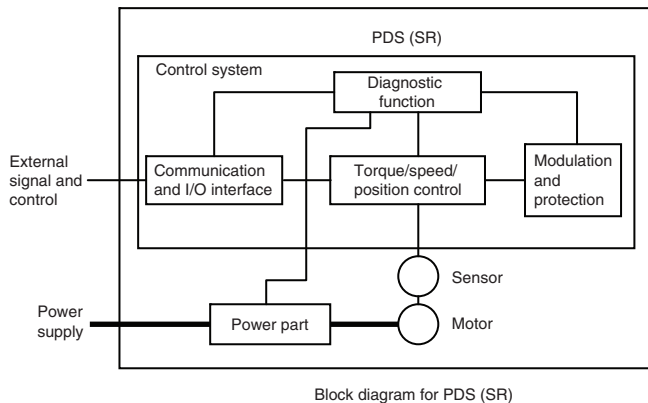 PDS (SR)
Control system
Diagnostic
function
External
signal and
control
Communication
and I/O interface
Torque/speed/
position control
Modulation
and
protection
Sensor
Power
supply
Power part
Motor
Block diagram for PDS (SR)